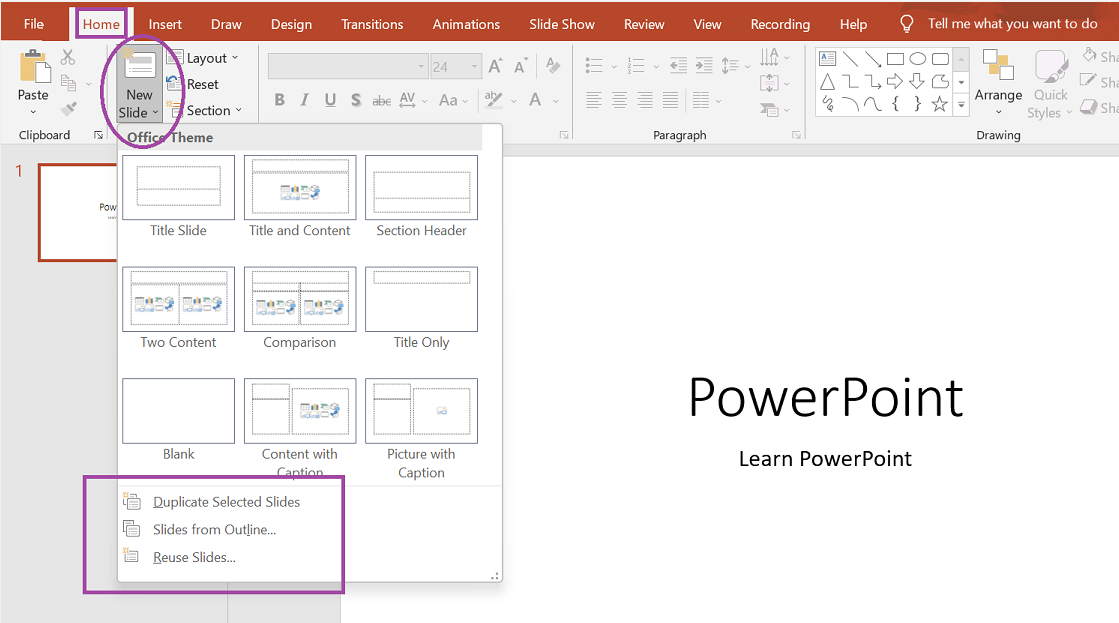 File Home Insert Draw Design Transitions Animations Slide Show Review View Recording Help Tell me what you want to do
Paste
Clipboard
New
Slide
Layout
Reset
Section
24
B I U S abc AV Aa
A
Paragraph
Arrange
Quick
Styles
Sha
Sha
Sha
Drawing
1
Pow
Office Theme
Title Slide Title and Content Section Header
Two Content Comparison Title Only
Blank Content with Caption Picture with Caption
Duplicate Selected Slides
Slides from Outline...
Reuse Slides...
PowerPoint
Learn PowerPoint